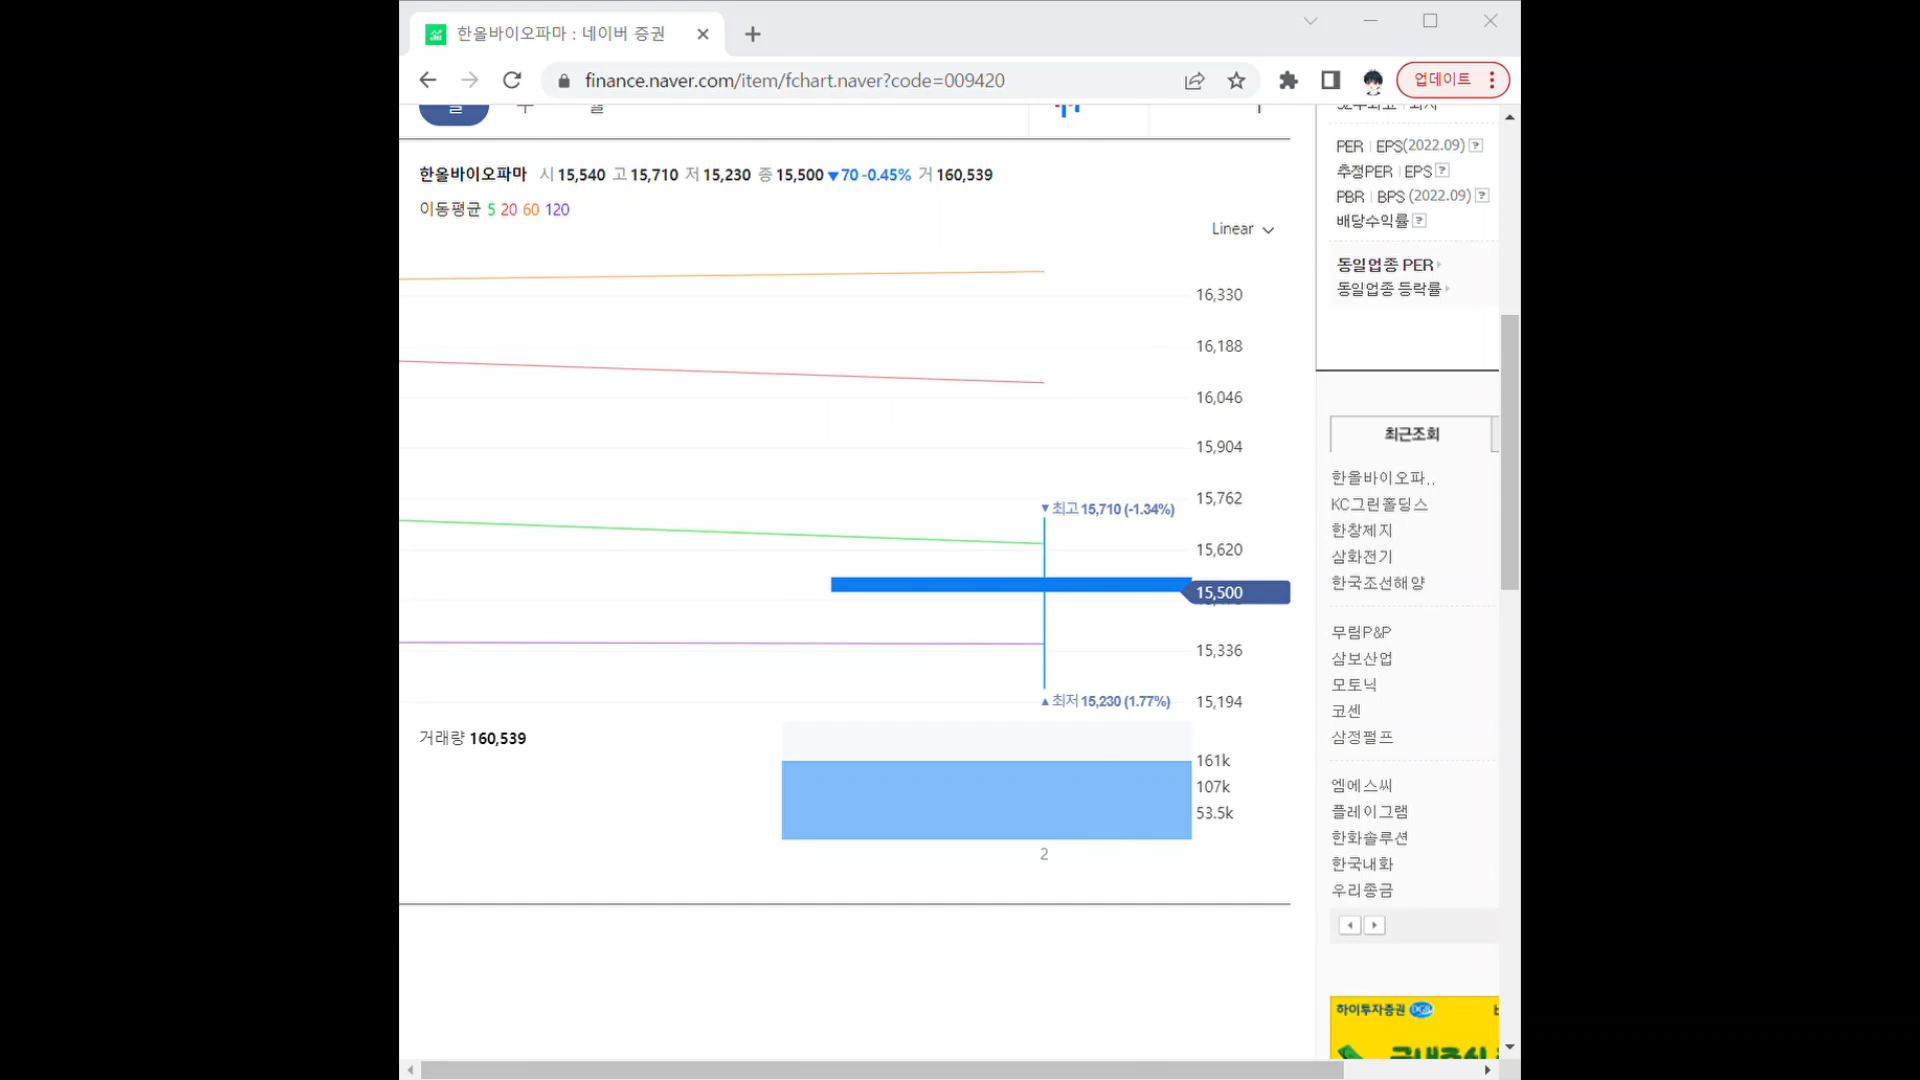 한올바이오파마 : 네이버 증권
finance.naver.com/item/fchart.naver?code=009420
업데이트
한올바이오파마 시 15,540 고 15,710 저 15,230 종 15,500 ▼70 -0.45% 거 160,539
이동평균 5 20 60 120
Linear
16,330
16,188
16,046
15,904
15,762
최고 15,710 (-1.34%)
15,620
15,500
15,336
최저 15,230 (1.77%)
15,194
거래량 160,539
161k
107k
53.5k
2
PER | EPS(2022.09) ?
추정PER | EPS ?
PBR | BPS (2022.09) ?
배당수익률 ?
동일업종 PER
동일업종 등락률
최근조회
한올바이오파..
KC그린홀딩스
한창제지
삼화전기
한국조선해양
무림P&P
삼보산업
모토닉
코센
삼정펄프
엠에스씨
플레이그램
한화솔루션
한국내화
우리종금
하이투자증권 DGB